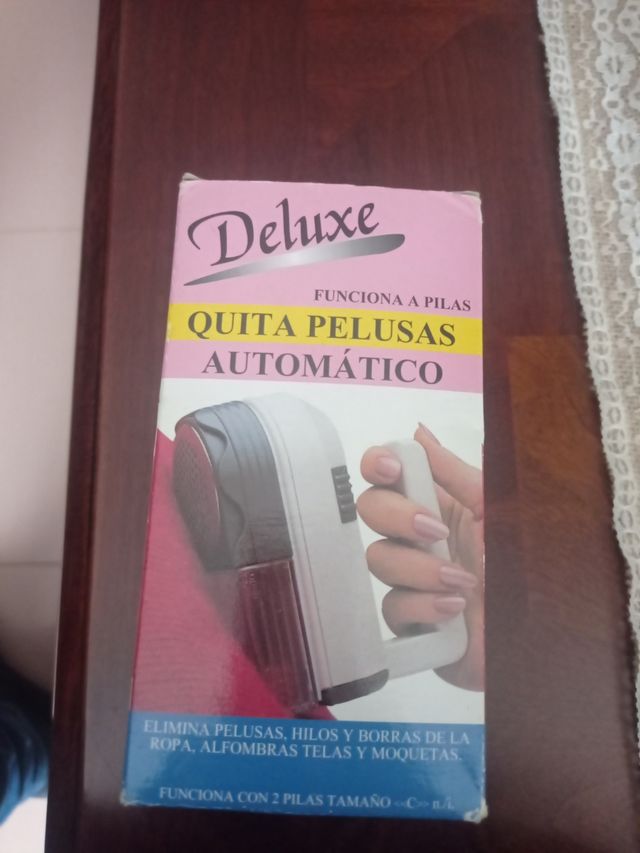 Deluxe
FUNCIONA A PILAS
QUITA PELUSAS
AUTOMÁTICO
ELIMINA PELUSAS, HILOS Y BORRAS DE LA
ROPA, ALFOMBRAS TELAS Y MOQUETAS.
FUNCIONA CON 2 PILAS TAMAÑO «C» n./i.